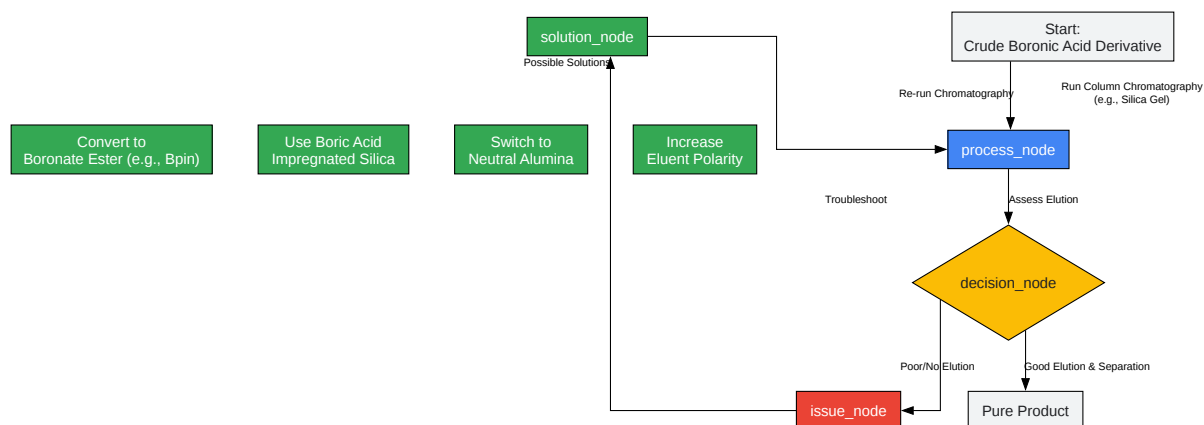 solution_node
Start:
Crude Boronic Acid Derivative
Possible Solutions
Re-run Chromatography
Run Column Chromatography
(e.g., Silica Gel)
Convert to
Boronate Ester (e.g., Bpin)
Use Boric Acid
Impregnated Silica
Switch to
Neutral Alumina
Increase
Eluent Polarity
process_node
Troubleshoot
Assess Elution
decision_node
Poor/No Elution
Good Elution & Separation
issue_node
Pure Product